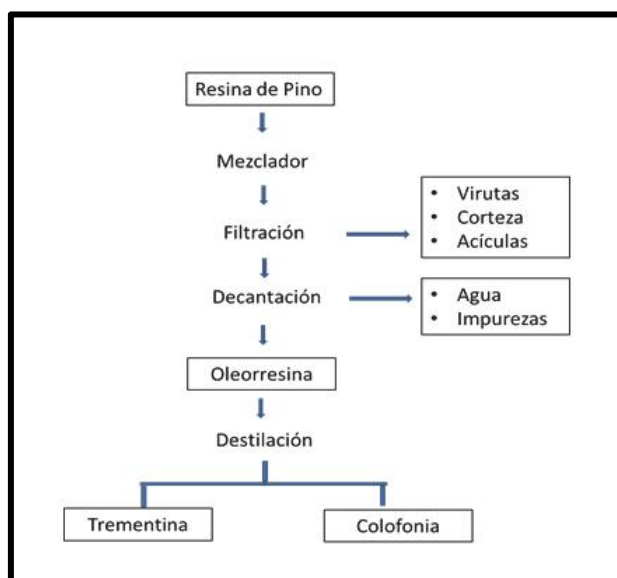 Resina de Pino
Mezclador
Filtración
• Virutas
• Corteza
• Acículas
Decantación
• Agua
• Impurezas
Oleorresina
Destilación
Trementina
Colofonia